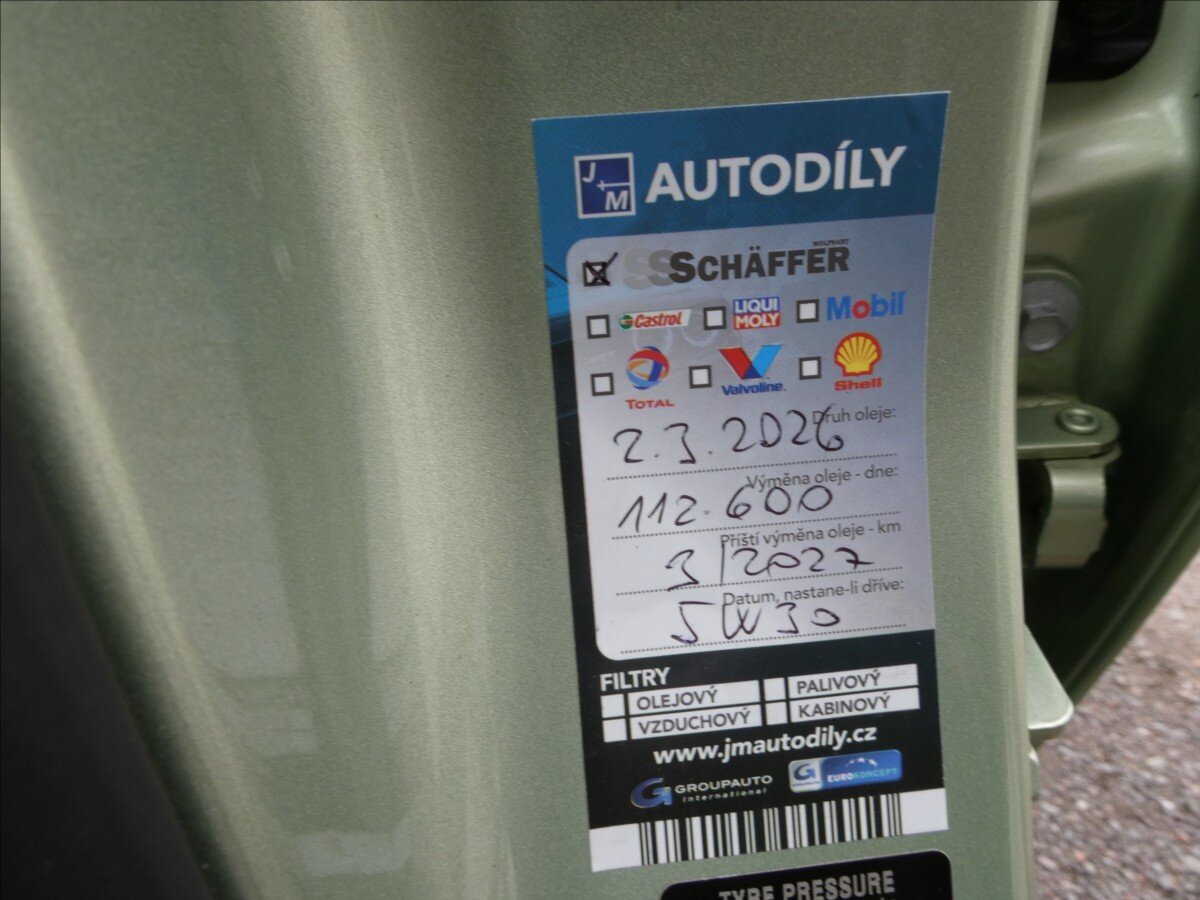 J+M AUTODÍLY
WOLFHART
SCHÄFFER
Castrol LIQUI MOLY Mobil
TOTAL Valvoline. Shell
Druh oleje:
2.3.2026
Výměna oleje - dne:
112.600
Příští výměna oleje - km
3/2027
Datum, nastane-li dříve:
5W30
FILTRY
OLEJOVÝ PALIVOVÝ
VZDUCHOVÝ KABINOVÝ
www.jmautodily.cz
G GROUPAUTO International G EUROKONCEPT
TYRE PRESSURE